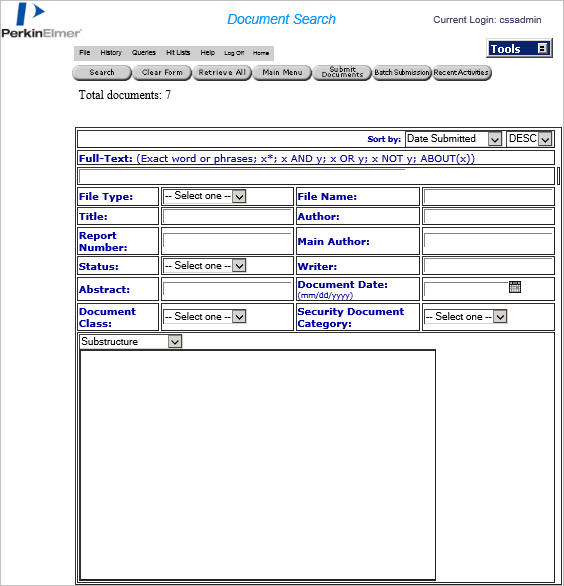 PerkinElmer
Document Search
Current Login: cssadmin
Tools
File History Queries Hit Lists Help Log Off Home
Search Clear Form Retrieve All Main Menu Submit Documents Batch Submission Recent Activities
Total documents: 7
Sort by: Date Submitted DESC
Full-Text: (Exact word or phrases; x*; x AND y; x OR y; x NOT y; ABOUT(x))
File Type: -- Select one -- File Name:
Title: Author:
Report Number: Main Author:
Status: -- Select one -- Writer:
Abstract: Document Date: (mm/dd/yyyy)
Document Class: -- Select one -- Security Document Category: -- Select one --
Substructure